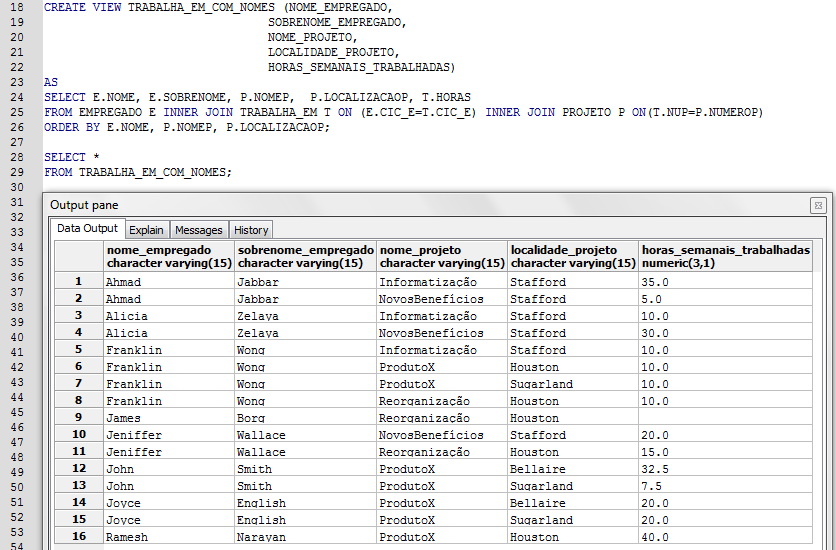 18 CREATE VIEW TRABALHA_EM_COM_NOMES (NOME_EMPREGADO,
19 SOBRENOME_EMPREGADO,
20 NOME_PROJETO,
21 LOCALIDADE_PROJETO,
22 HORAS_SEMANAIS_TRABALHADAS)
23 AS
24 SELECT E.NOME, E.SOBRENOME, P.NOMEP, P.LOCALIZACAOP, T.HORAS
25 FROM EMPREGADO E INNER JOIN TRABALHA_EM T ON (E.CIC_E=T.CIC_E) INNER JOIN PROJETO P ON(T.NUP=P.NUMEROP)
26 ORDER BY E.NOME, P.NOMEP, P.LOCALIZACAOP;
27
28 SELECT *
29 FROM TRABALHA_EM_COM_NOMES;
30
31
32
33
34
35
36
37
38
39
40
41
42
43
44
45
46
47
48
49
50
51
52
53
54
Output pane
Data Output Explain Messages History
nome_empregado sobrenome_empregado nome_projeto localidade_projeto horas_semanais_trabalhadas
character varying(15) character varying(15) character varying(15) character varying(15) numeric(3,1)
1 Ahmad Jabbar Informatização Stafford 35.0
2 Ahmad Jabbar NovosBenefícios Stafford 5.0
3 Alicia Zelaya Informatização Stafford 10.0
4 Alicia Zelaya NovosBenefícios Stafford 30.0
5 Franklin Wong Informatização Stafford 10.0
6 Franklin Wong ProdutoX Houston 10.0
7 Franklin Wong ProdutoX Sugarland 10.0
8 Franklin Wong Reorganização Houston 10.0
9 James Borg Reorganização Houston
10 Jeniffer Wallace NovosBenefícios Stafford 20.0
11 Jeniffer Wallace Reorganização Houston 15.0
12 John Smith ProdutoX Bellaire 32.5
13 John Smith ProdutoX Sugarland 7.5
14 Joyce English ProdutoX Bellaire 20.0
15 Joyce English ProdutoX Sugarland 20.0
16 Ramesh Narayan ProdutoX Houston 40.0